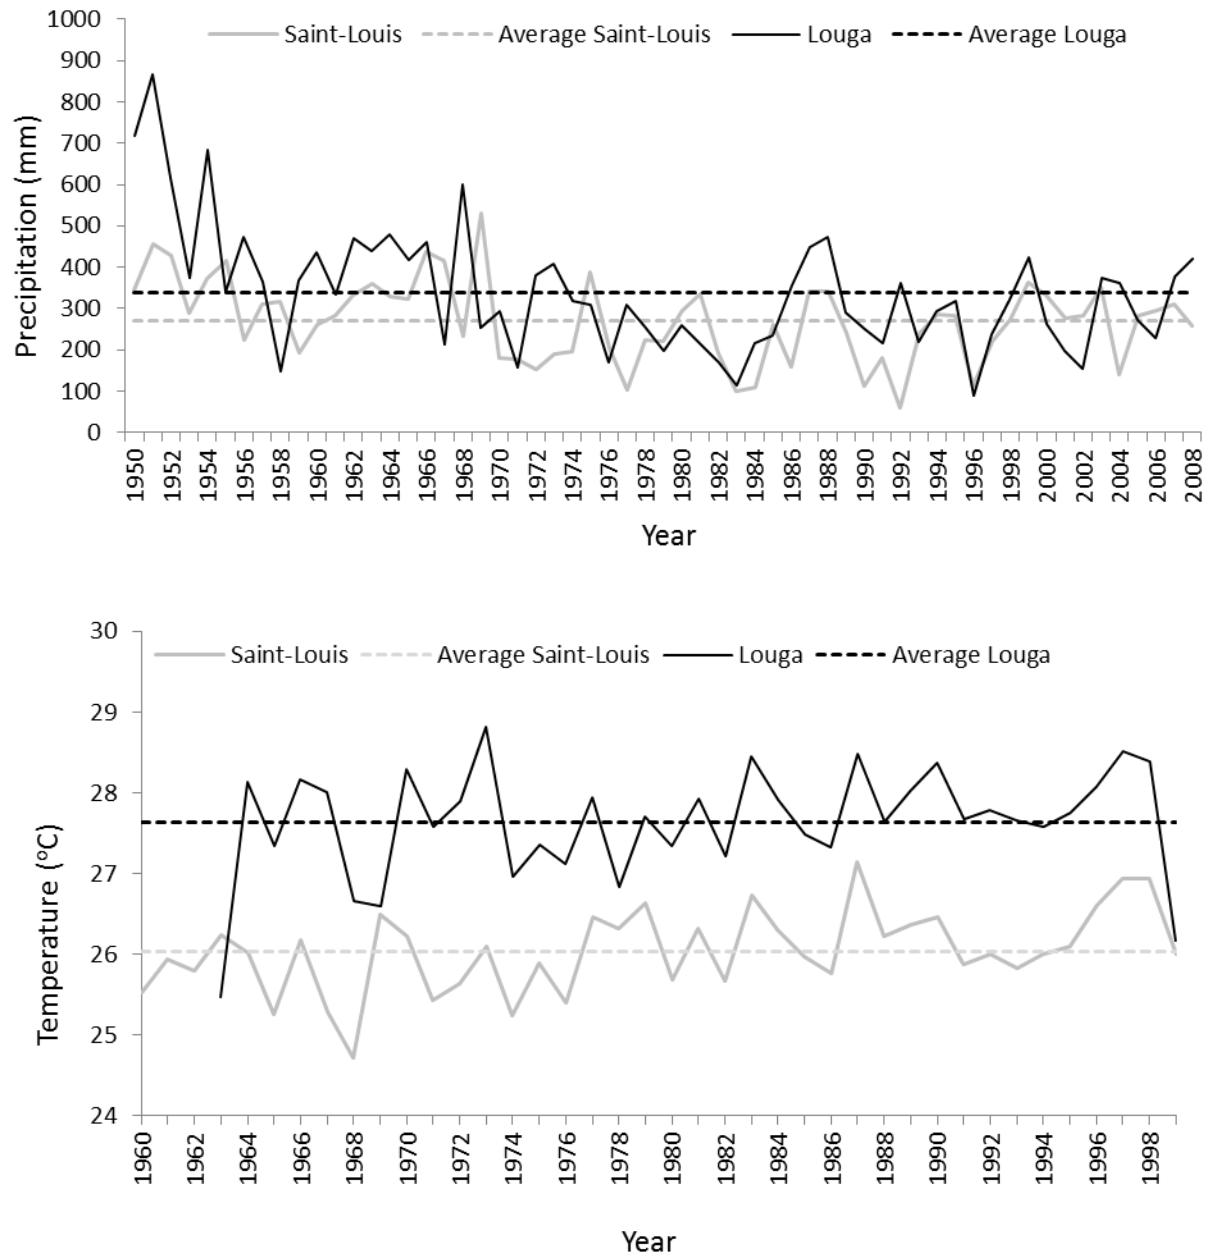 1000
Saint-Louis
Average Saint-Louis
Louga
Average Louga
900
800
700
600
500
400
300
200
100
0
Precipitation (mm)
1950 1952 1954 1956 1958 1960 1962 1964 1966 1968 1970 1972 1974 1976 1978 1980 1982 1984 1986 1988 1990 1992 1994 1996 1998 2000 2002 2004 2006 2008
Year
30
Saint-Louis
Average Saint-Louis
Louga
Average Louga
29
28
27
26
25
24
Temperature (°C)
1960 1962 1964 1966 1968 1970 1972 1974 1976 1978 1980 1982 1984 1986 1988 1990 1992 1994 1996 1998
Year